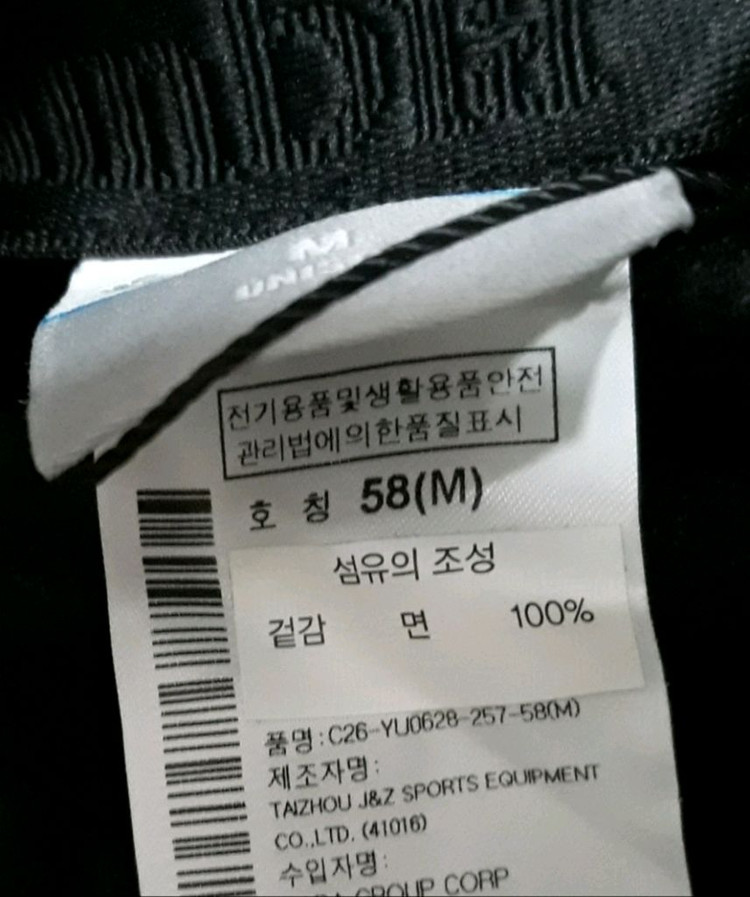 M
전기용품및생활용품안전
관리법에의한품질표시
호 칭 58(M)
섬유의 조성
겉감 면 100%
품명:C26-YU0628-257-58(M)
제조자명:
TAIZHOU J&Z SPORTS EQUIPMENT
CO.,LTD. (41016)
수입자명:
GROUP CORP